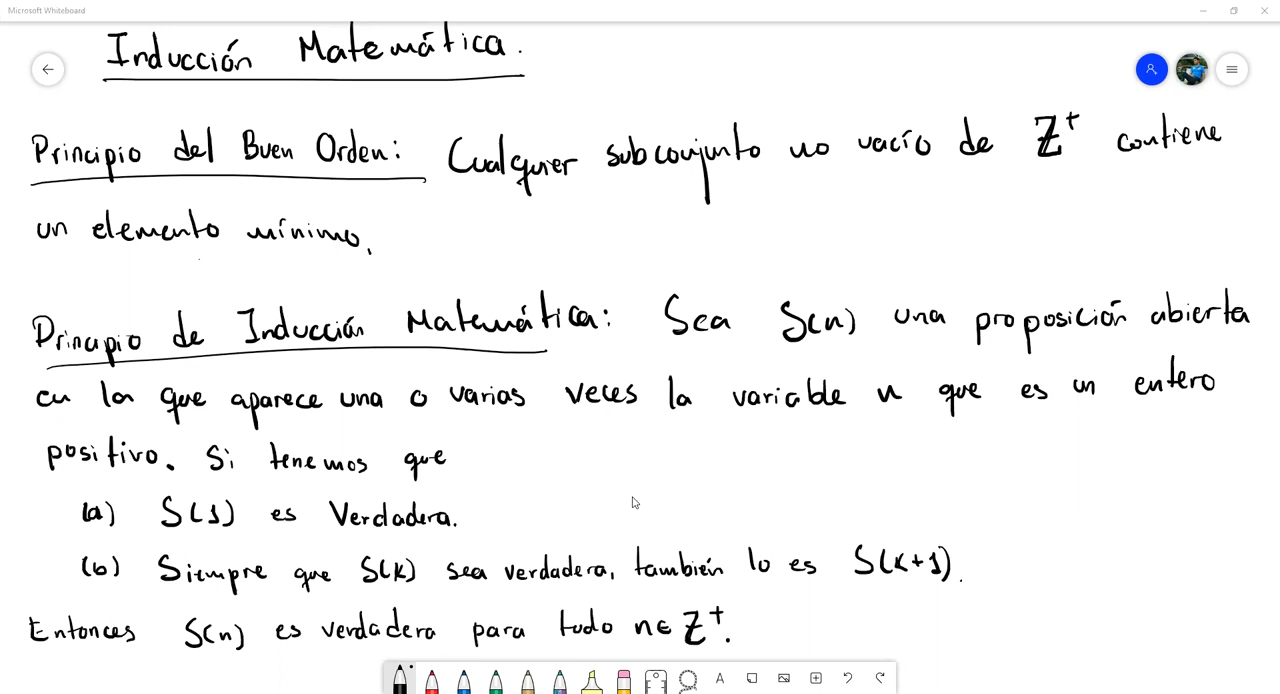 Microsoft Whiteboard
Inducción Matemática.
Principio del Buen Orden: Cualquier subconjunto no vacío de Z⁺ contiene
un elemento mínimo.
Principio de Inducción Matemática: Sea S(n) una proposición abierta
en la que aparece una o varias veces la variable n que es un entero
positivo. Si tenemos que
(a) S(1) es Verdadera.
(b) Siempre que S(k) sea verdadera, también lo es S(k+1).
Entonces S(n) es verdadera para todo n∈Z⁺.
A